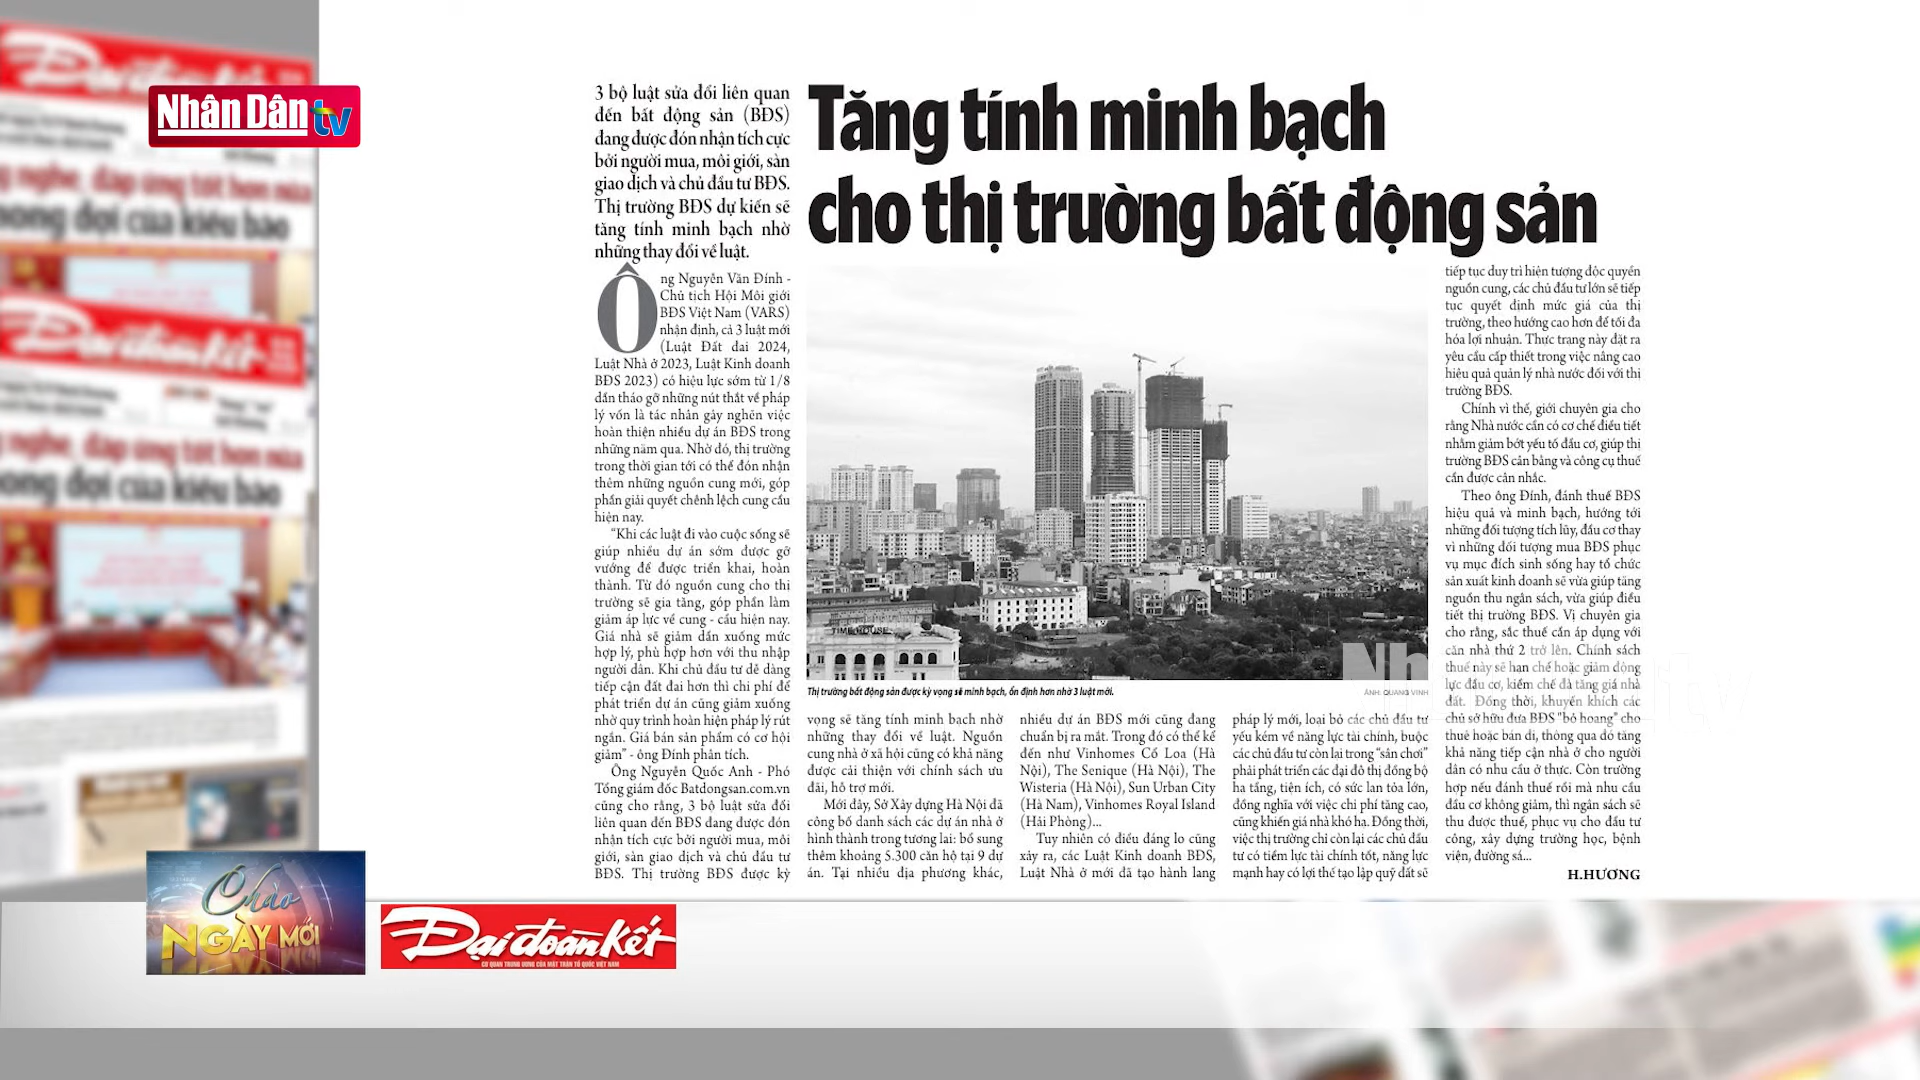 Nhân Dân tv
3 bộ luật sửa đổi liên quan
đến bất động sản (BĐS)
đang được đón nhận tích cực
bởi người mua, môi giới, sàn
giao dịch và chủ đầu tư BĐS.
Thị trường BĐS dự kiến sẽ
tăng tính minh bạch nhờ
những thay đổi về luật.
Tăng tính minh bạch
cho thị trường bất động sản
Ông Nguyễn Văn Đính -
Chủ tich Hội Môi giới
BĐS Việt Nam (VARS)
nhận định, cả 3 luật mới
(Luật Đất đai 2024,
Luật Nhà ở 2023, Luật Kinh doanh
BĐS 2023) có hiệu lực sớm từ 1/8
dần tháo gỡ những nút thắt về pháp
lý vốn là tác nhân gây nghẽn việc
hoàn thiện nhiều dự án BĐS trong
những năm qua. Nhờ đó, thị trường
trong thời gian tới có thể đón nhận
thêm những nguồn cung mới, góp
phần giải quyết chênh lệch cung cầu
hiện nay.
“Khi các luật đi vào cuộc sống sẽ
giúp nhiều dự án sớm được gỡ
vướng để được triển khai, hoàn
thành. Từ đó nguồn cung cho thị
trường sẽ gia tăng, góp phần làm
giảm áp lực về cung - cầu hiện nay.
Giá nhà sẽ giảm dần xuống mức
hợp lý, phù hợp hơn với thu nhập
người dân. Khi chủ đầu tư dễ dàng
tiếp cận đất đai hơn thì chi phí để
phát triển dự án cũng giảm xuống
nhờ quy trình hoàn hiện pháp lý rút
ngắn. Giá bán sản phẩm có cơ hội
giảm” - ông Đính phân tích.
Ông Nguyễn Quốc Anh - Phó
Tổng giám đốc Batdongsan.com.vn
cũng cho rằng, 3 bộ luật sửa đổi
liên quan đến BĐS đang được đón
nhận tích cực bởi người mua, môi
giới, sàn giao dịch và chủ đầu tư
BĐS. Thị trường BĐS được kỳ
TIME HOUSE
Thị trường bất động sản được kỳ vọng sẽ minh bạch, ổn định hơn nhờ 3 luật mới.
ẢNH: QUANG VINH
vọng sẽ tăng tính minh bạch nhờ
những thay đổi về luật. Nguồn
cung nhà ở xã hội cũng có khả năng
được cải thiện với chính sách ưu
đãi, hỗ trợ mới.
Mới đây, Sở Xây dựng Hà Nội đã
công bố danh sách các dự án nhà ở
hình thành trong tương lai: bổ sung
thêm khoảng 5.300 căn hộ tại 9 dự
án. Tại nhiều địa phương khác,
nhiều dự án BĐS mới cũng đang
chuẩn bị ra mắt. Trong đó có thể kể
đến như Vinhomes Cổ Loa (Hà
Nội), The Senique (Hà Nội), The
Wisteria (Hà Nội), Sun Urban City
(Hà Nam), Vinhomes Royal Island
(Hải Phòng)...
Tuy nhiên có điều đáng lo cũng
xảy ra, các Luật Kinh doanh BĐS,
Luật Nhà ở mới đã tạo hành lang
pháp lý mới, loại bỏ các chủ đầu tư
yếu kém về năng lực tài chính, buộc
các chủ đầu tư còn lai trong “sân chơi”
phải phát triển các đại đô thị đồng bộ
hạ tầng, tiện ích, có sức lan tỏa lớn,
đồng nghĩa với việc chi phí tăng cao,
cũng khiến giá nhà khó hạ. Đồng thời,
việc thị trường chỉ còn lại các chủ đầu
tư có tiềm lực tài chính tốt, năng lực
mạnh hay có lợi thế tạo lập quỹ đất sẽ
tiếp tục duy trì hiện tượng độc quyền
nguồn cung, các chủ đầu tư lớn sẽ tiếp
tục quyết định mức giá của thị
trường, theo hướng cao hơn để tối đa
hóa lợi nhuận. Thực trạng này đặt ra
yêu cầu cấp thiết trong việc nâng cao
hiệu quả quản lý nhà nước đối với thị
trường BĐS.
Chính vì thế, giới chuyên gia cho
rằng Nhà nước cần có cơ chế điều tiết
nhằm giảm bớt yếu tố đầu cơ, giúp thị
trường BĐS cân bằng và công cụ thuế
cần được cân nhắc.
Theo ông Đính, đánh thuế BĐS
hiệu quả và minh bạch, hướng tới
những đối tượng tích lũy, đầu cơ thay
vì những đối tượng mua BĐS phục
vụ mục đích sinh sống hay tổ chức
sản xuất kinh doanh sẽ vừa giúp tăng
nguồn thu ngân sách, vừa giúp điều
tiết thị trường BĐS. Vị chuyên gia
cho rằng, sắc thuế cần áp dụng với
căn nhà thứ 2 trở lên. Chính sách
thuế này sẽ hạn chế hoặc giảm động
lực đầu cơ, kiềm chế đà tăng giá nhà
đất. Đồng thời, khuyến khích các
chủ sở hữu đưa BĐS "bỏ hoang" cho
thuê hoặc bán đi, thông qua đó tăng
khả năng tiếp cận nhà ở cho người
dân có nhu cầu ở thực. Còn trường
hợp nếu đánh thuế rồi mà nhu cầu
đầu cơ không giảm, thì ngân sách sẽ
thu được thuế, phục vụ cho đầu tư
công, xây dựng trường học, bệnh
viện, đường sá...
H.HƯƠNG
Đại đoàn kết
nghe, đáp ứng tốt hơn nữa
mong đợi của kiều bào
Chào
NGÀY MỚI
Đại đoàn kết
CƠ QUAN TRUNG ƯƠNG CỦA MẶT TRẬN TỔ QUỐC VIỆT NAM